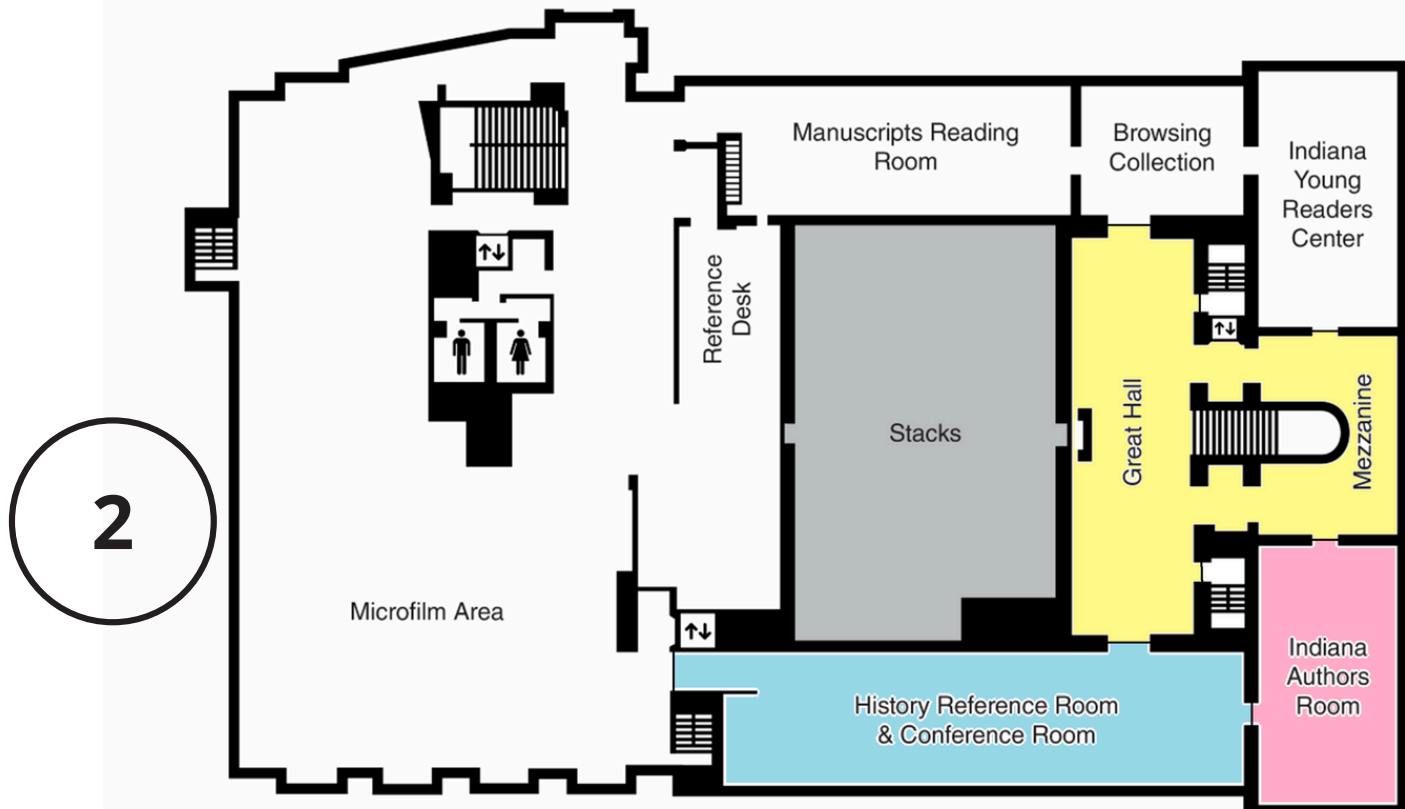 Manuscripts Reading
Room
Browsing
Collection
Indiana
Young
Readers
Center
Reference
Desk
Stacks
Great Hall
Mezzanine
2
Microfilm Area
History Reference Room
& Conference Room
Indiana
Authors
Room